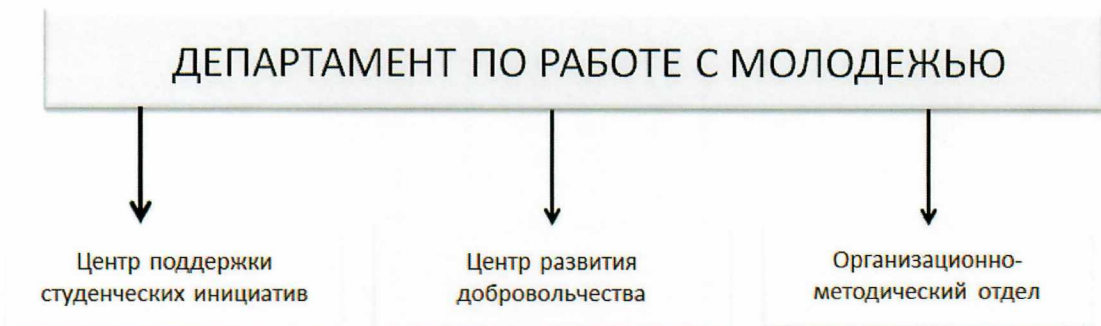 ДЕПАРТАМЕНТ ПО РАБОТЕ С МОЛОДЕЖЬЮ
Центр поддержки
студенческих инициатив
Центр развития
добровольчества
Организационно-
методический отдел